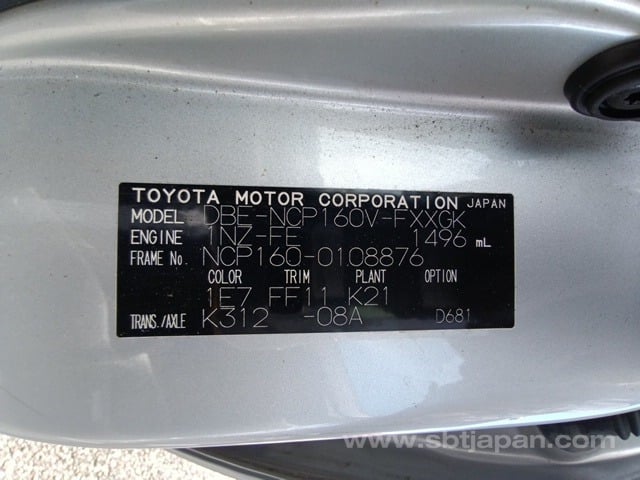 TOYOTA MOTOR CORPORATION JAPAN
MODEL DBE-NCP160V-FXXGK
ENGINE 1NZ-FE 1496 mL
FRAME No. NCP160-0108876
COLOR TRIM PLANT OPTION
1E7 FF11 K21
TRANS./AXLE K312 -08A D681
www.sbtjapan.com